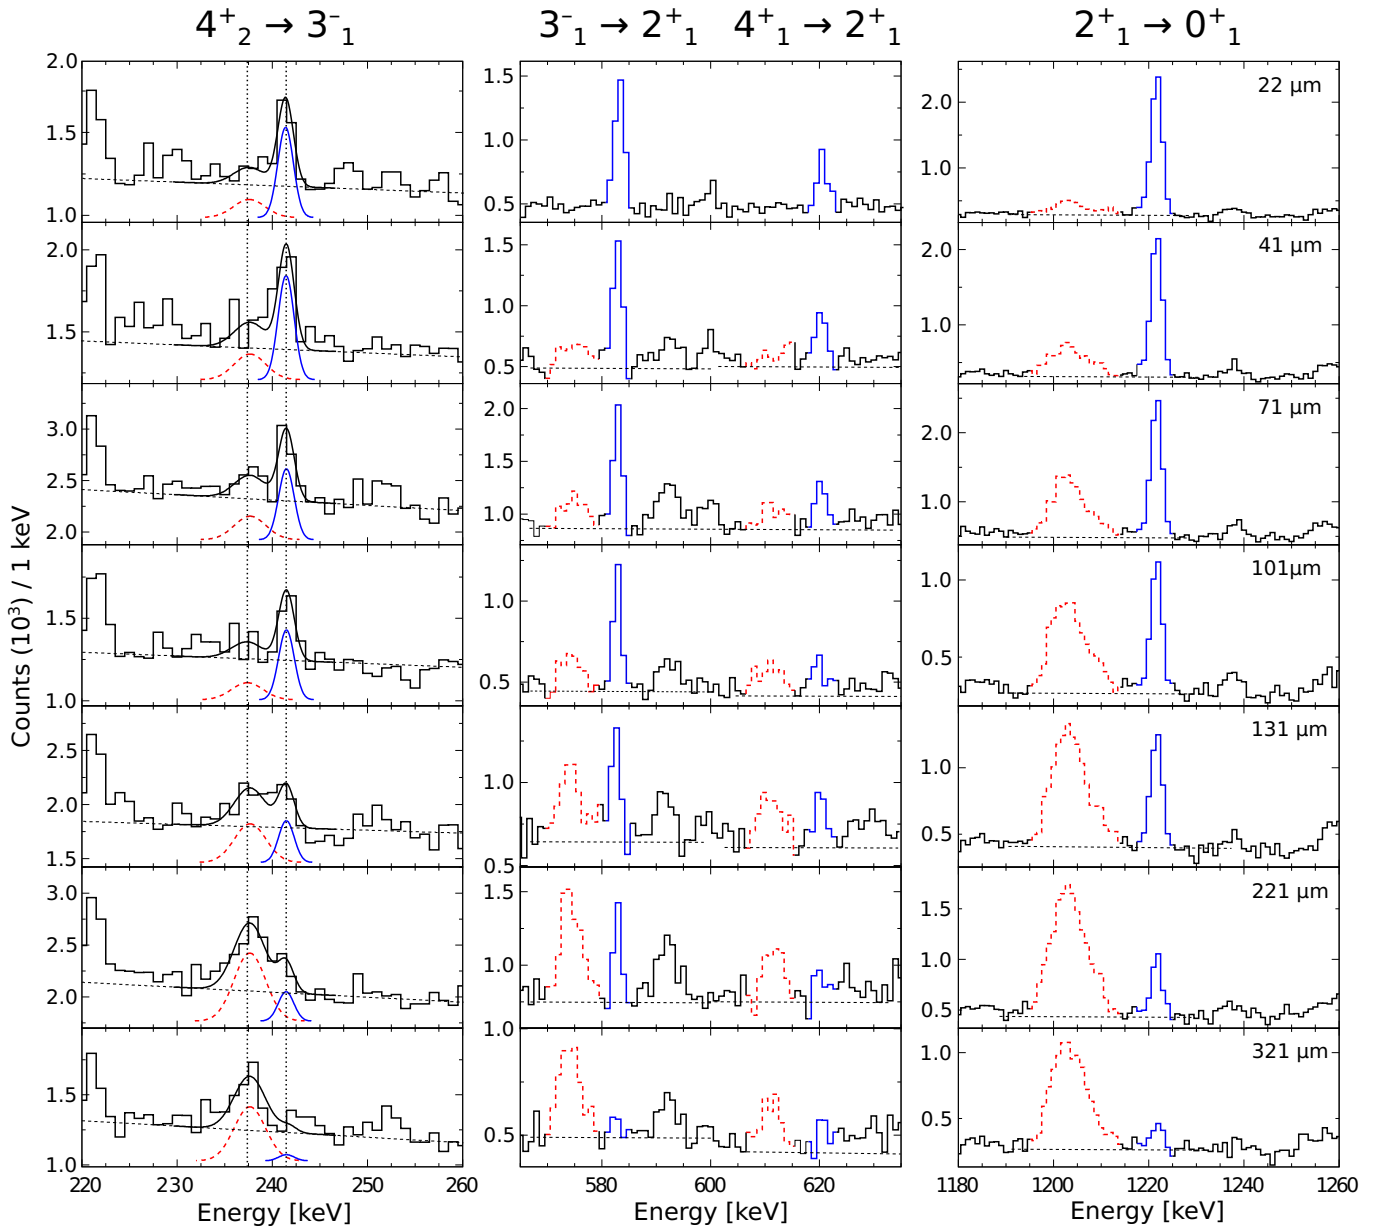 4⁺₂ → 3⁻₁ 3⁻₁ → 2⁺₁ 4⁺₁ → 2⁺₁ 2⁺₁ → 0⁺₁
2.0 1.5 1.0
1.5 1.0 0.5
2.0 1.0
22 µm
2.0 1.5
1.5 1.0 0.5
2.0 1.0
41 µm
3.0 2.5 2.0
2.0 1.5 1.0
2.0 1.0
71 µm
1.5 1.0
1.0 0.5
1.0 0.5
101µm
2.5 2.0 1.5
1.0 0.5
1.0 0.5
131 µm
3.0 2.5 2.0
1.5 1.0
1.5 1.0 0.5
221 µm
1.5 1.0
1.0 0.5
1.0 0.5
321 µm
Counts (10³) / 1 keV
220 230 240 250 260 580 600 620 1180 1200 1220 1240 1260
Energy [keV] Energy [keV] Energy [keV]